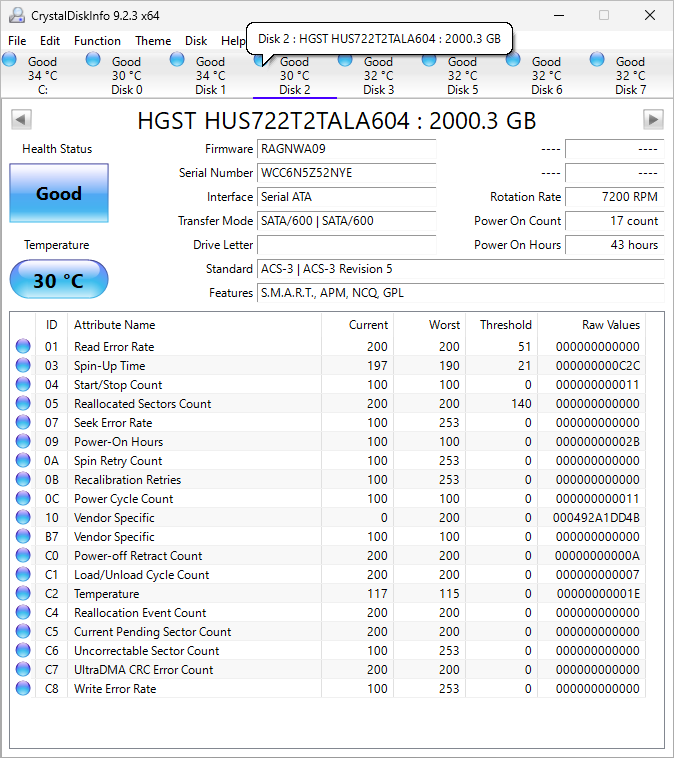 CrystalDiskInfo 9.2.3 x64
File Edit Function Theme Disk Help
Disk 2 : HGST HUS722T2TALA604 : 2000.3 GB
Good Good Good Good Good Good Good Good
34 °C 30 °C 34 °C 30 °C 32 °C 32 °C 32 °C 32 °C
C: Disk 0 Disk 1 Disk 2 Disk 3 Disk 5 Disk 6 Disk 7
HGST HUS722T2TALA604 : 2000.3 GB
Health Status
Good
Temperature
30 °C
Firmware RAGNWA09 ---- ----
Serial Number WCC6N5Z52NYE ---- ----
Interface Serial ATA Rotation Rate 7200 RPM
Transfer Mode SATA/600 | SATA/600 Power On Count 17 count
Drive Letter Power On Hours 43 hours
Standard ACS-3 | ACS-3 Revision 5
Features S.M.A.R.T., APM, NCQ, GPL
ID Attribute Name Current Worst Threshold Raw Values
01 Read Error Rate 200 200 51 000000000000
03 Spin-Up Time 197 190 21 000000000C2C
04 Start/Stop Count 100 100 0 000000000011
05 Reallocated Sectors Count 200 200 140 000000000000
07 Seek Error Rate 100 253 0 000000000000
09 Power-On Hours 100 100 0 00000000002B
0A Spin Retry Count 100 253 0 000000000000
0B Recalibration Retries 100 253 0 000000000000
0C Power Cycle Count 100 100 0 000000000011
10 Vendor Specific 0 200 0 000492A1DD4B
B7 Vendor Specific 100 100 0 000000000000
C0 Power-off Retract Count 200 200 0 00000000000A
C1 Load/Unload Cycle Count 200 200 0 000000000007
C2 Temperature 117 115 0 00000000001E
C4 Reallocation Event Count 200 200 0 000000000000
C5 Current Pending Sector Count 200 200 0 000000000000
C6 Uncorrectable Sector Count 100 253 0 000000000000
C7 UltraDMA CRC Error Count 200 200 0 000000000000
C8 Write Error Rate 100 253 0 000000000000